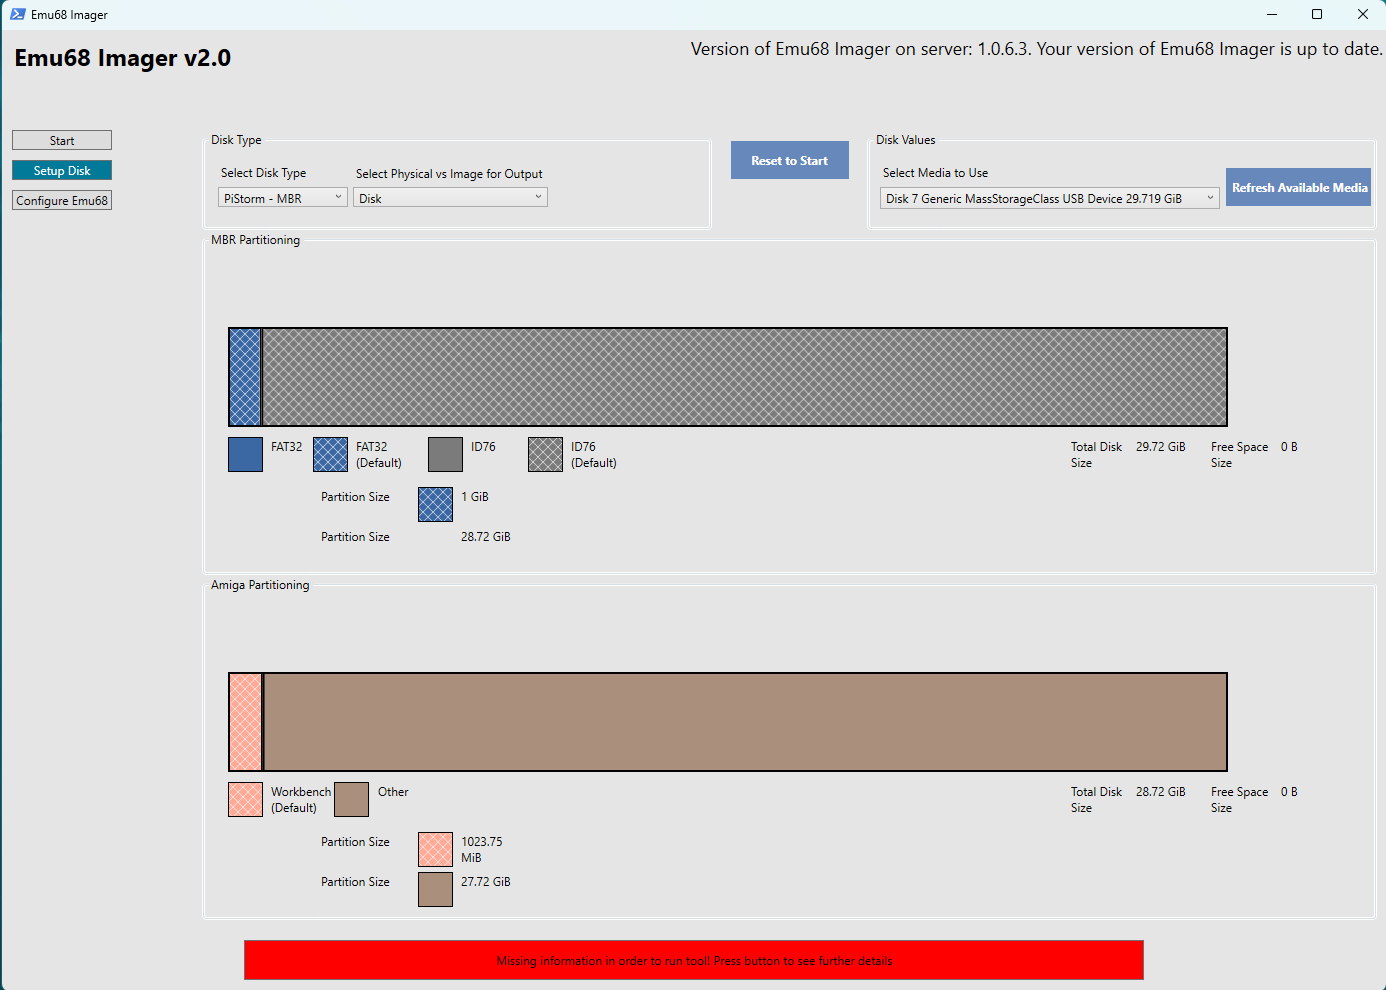 Emu68 Imager
Emu68 Imager v2.0
Version of Emu68 Imager on server: 1.0.6.3. Your version of Emu68 Imager is up to date.
Start
Setup Disk
Configure Emu68
Disk Type
Select Disk Type
Select Physical vs Image for Output
PiStorm - MBR
Disk
Reset to Start
Disk Values
Select Media to Use
Disk 7 Generic MassStorageClass USB Device 29.719 GiB
Refresh Available Media
MBR Partitioning
FAT32
FAT32
(Default)
ID76
ID76
(Default)
Total Disk
Size
29.72 GiB
Free Space
Size
0 B
Partition Size
1 GiB
Partition Size
28.72 GiB
Amiga Partitioning
Workbench
(Default)
Other
Total Disk
Size
28.72 GiB
Free Space
Size
0 B
Partition Size
1023.75
MiB
Partition Size
27.72 GiB
Missing information in order to run tool! Press button to see further details